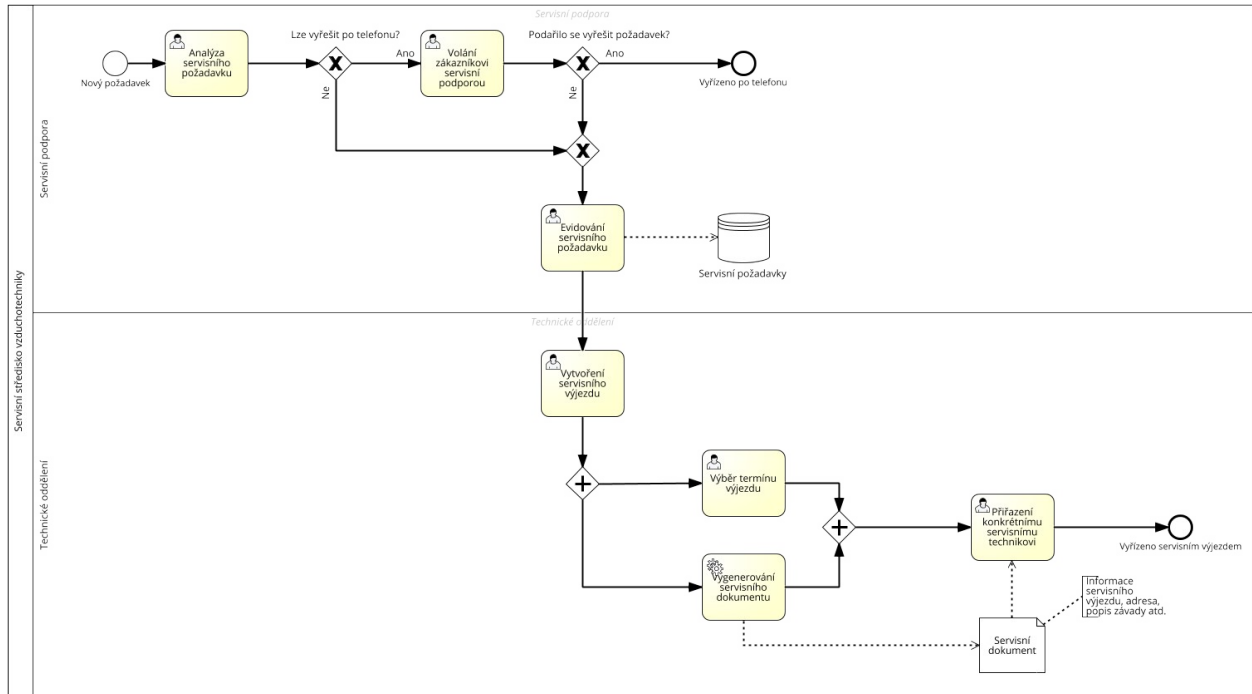 Servisní středisko vzduchotechniky
Servisní podpora
Servisní podpora
Nový požadavek
Analýza
servisního
požadavku
Lze vyřešit po telefonu?
Ano
Ne
Volání
zákazníkovi
servisní
podporou
Podařilo se vyřešit požadavek?
Ano
Ne
Vyřízeno po telefonu
Evidování
servisního
požadavku
Servisní požadavky
Technické oddělení
Technické oddělení
Vytvoření
servisního
výjezdu
Výběr termínu
výjezdu
Vygenerování
servisního
dokumentu
Přiřazení
konkrétnímu
servisnímu
technikovi
Vyřízeno servisním výjezdem
Informace
servisního
výjezdu, adresa,
popis závady atd.
Servisní
dokument